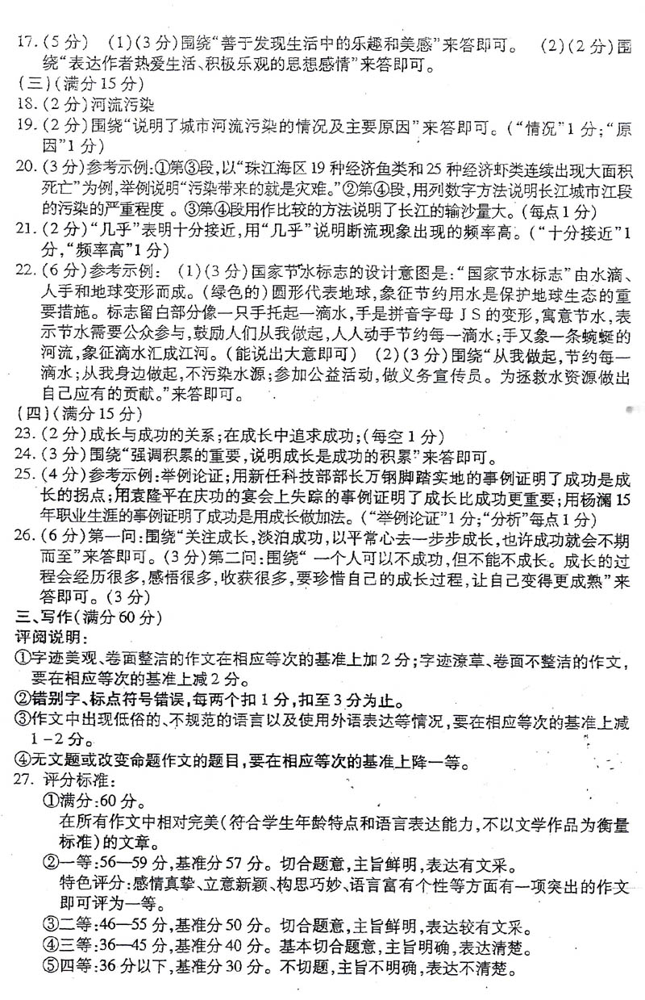 17. (5 分) (1)(3 分)围绕“善于发现生活中的乐趣和美感”来答即可。 (2)(2 分)围
绕“表达作者热爱生活、积极乐观的思想感情”来答即可。
(三)(满分 15 分)
18. (2 分)河流污染
19. (2 分)围绕“说明了城市河流污染的情况及主要原因”来答即可。(“情况”1 分;“原
因”1 分)
20. (3 分)参考示例:①第③段,以“珠江海区 19 种经济鱼类和 25 种经济虾类连续出现大面积
死亡”为例,举例说明“污染带来的就是灾难。”②第④段,用列数字方法说明长江城市江段
的污染的严重程度 。③第④段用作比较的方法说明了长江的输沙量大。(每点 1 分)
21. (2 分)“几乎”表明十分接近,用“几乎”说明断流现象出现的频率高。(“十分接近”1
分,“频率高”1 分)
22. (6 分)参考示例: (1)(3 分)国家节水标志的设计意图是:“国家节水标志”由水滴、
人手和地球变形而成。(绿色的)圆形代表地球,象征节约用水是保护地球生态的重
要措施。标志留白部分像一只手托起一滴水,手是拼音字母 J S 的变形,寓意节水,表
示节水需要公众参与,鼓励人们从我做起,人人动手节约每一滴水;手又象一条蜿蜒的
河流,象征滴水汇成江河。(能说出大意即可) (2)(3 分)围绕“从我做起,节约每一
滴水;从我身边做起,不污染水源;参加公益活动,做义务宣传员。为拯救水资源做出
自己应有的贡献。”来答即可。
(四)(满分 15 分)
23. (2 分)成长与成功的关系;在成长中追求成功;(每空 1 分)
24. (3 分)围绕“强调积累的重要,说明成长是成功的积累”来答即可。
25. (4 分)参考示例:举例论证;用新任科技部部长万钢脚踏实地的事例证明了成功是成
长的拐点;用袁隆平在庆功的宴会上失踪的事例证明了成长比成功更重要;用杨澜 15
年职业生涯的事例证明了成功是用成长做加法。(“举例论证”1 分;“分析”每点 1 分)
26. (6 分)第一问:围绕“关注成长,淡泊成功,以平常心去一步步成长,也许成功就会不期
而至”来答即可。(3 分)第二问:围绕“ 一个人可以不成功,但不能不成长。成长的过
程会经历很多,感悟很多,收获很多,要珍惜自己的成长过程,让自己变得更成熟”来
答即可。(3 分)
三、写作(满分 60 分)
评阅说明:
①字迹美观、卷面整洁的作文在相应等次的基准上加 2 分;字迹潦草、卷面不整洁的作文,
要在相应等次的基准上减 2 分。
②错别字、标点符号错误,每两个扣 1 分,扣至 3 分为止。
③作文中出现低俗的、不规范的语言以及使用外语表达等情况,要在相应等次的基准上减
1－2 分。
④无文题或改变命题作文的题目,要在相应等次的基准上降一等。
27. 评分标准:
①满分:60 分。
在所有作文中相对完美(符合学生年龄特点和语言表达能力,不以文学作品为衡量
标准)的文章。
②一等:56—59 分,基准分 57 分。切合题意,主旨鲜明,表达有文采。
特色评分:感情真挚、立意新颖、构思巧妙、语言富有个性等方面有一项突出的作文
即可评为一等。
③二等:46—55 分,基准分 50 分。切合题意,主旨鲜明,表达较有文采。
④三等:36—45 分,基准分 40 分。基本切合题意,主旨明确,表达清楚。
⑤四等:36 分以下,基准分 30 分。不切题,主旨不明确,表达不清楚。